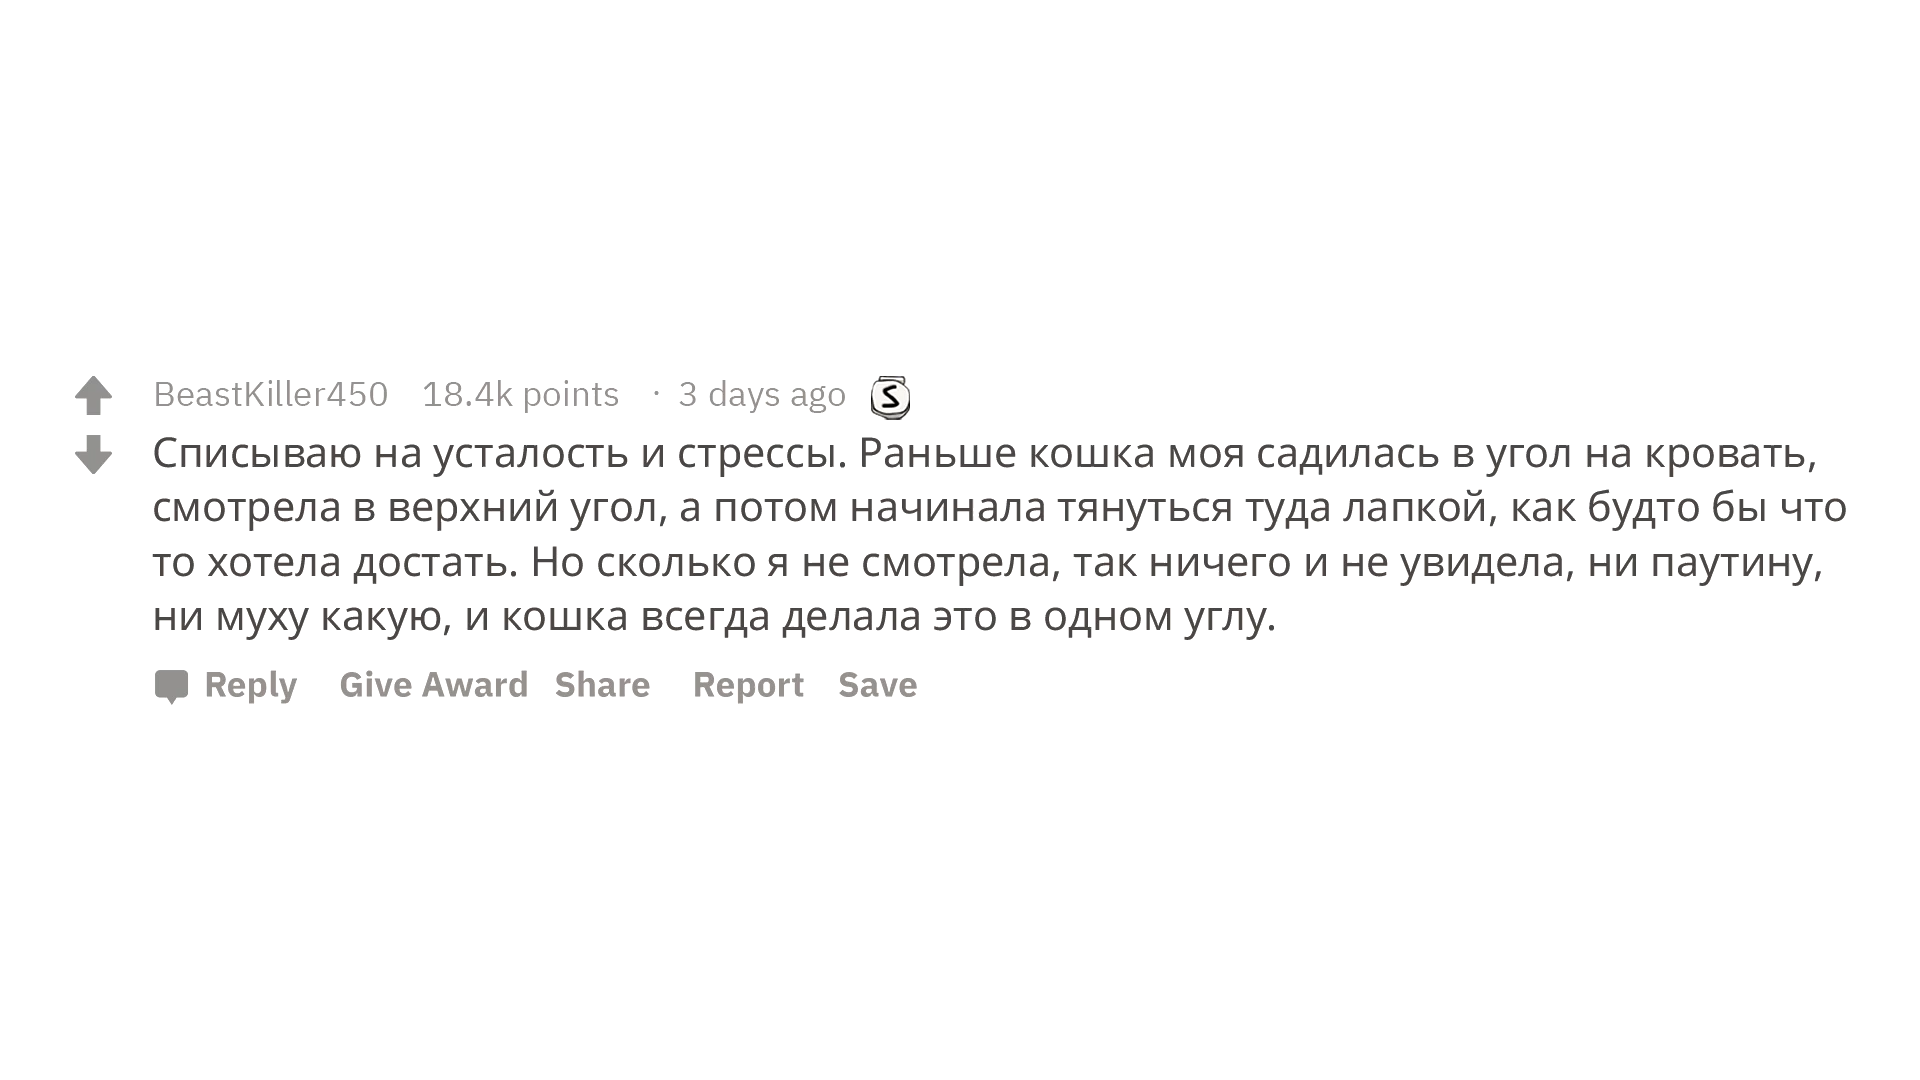 BeastKiller450 18.4k points · 3 days ago S
Списываю на усталость и стрессы. Раньше кошка моя садилась в угол на кровать,
смотрела в верхний угол, а потом начинала тянуться туда лапкой, как будто бы что
то хотела достать. Но сколько я не смотрела, так ничего и не увидела, ни паутину,
ни муху какую, и кошка всегда делала это в одном углу.
Reply Give Award Share Report Save